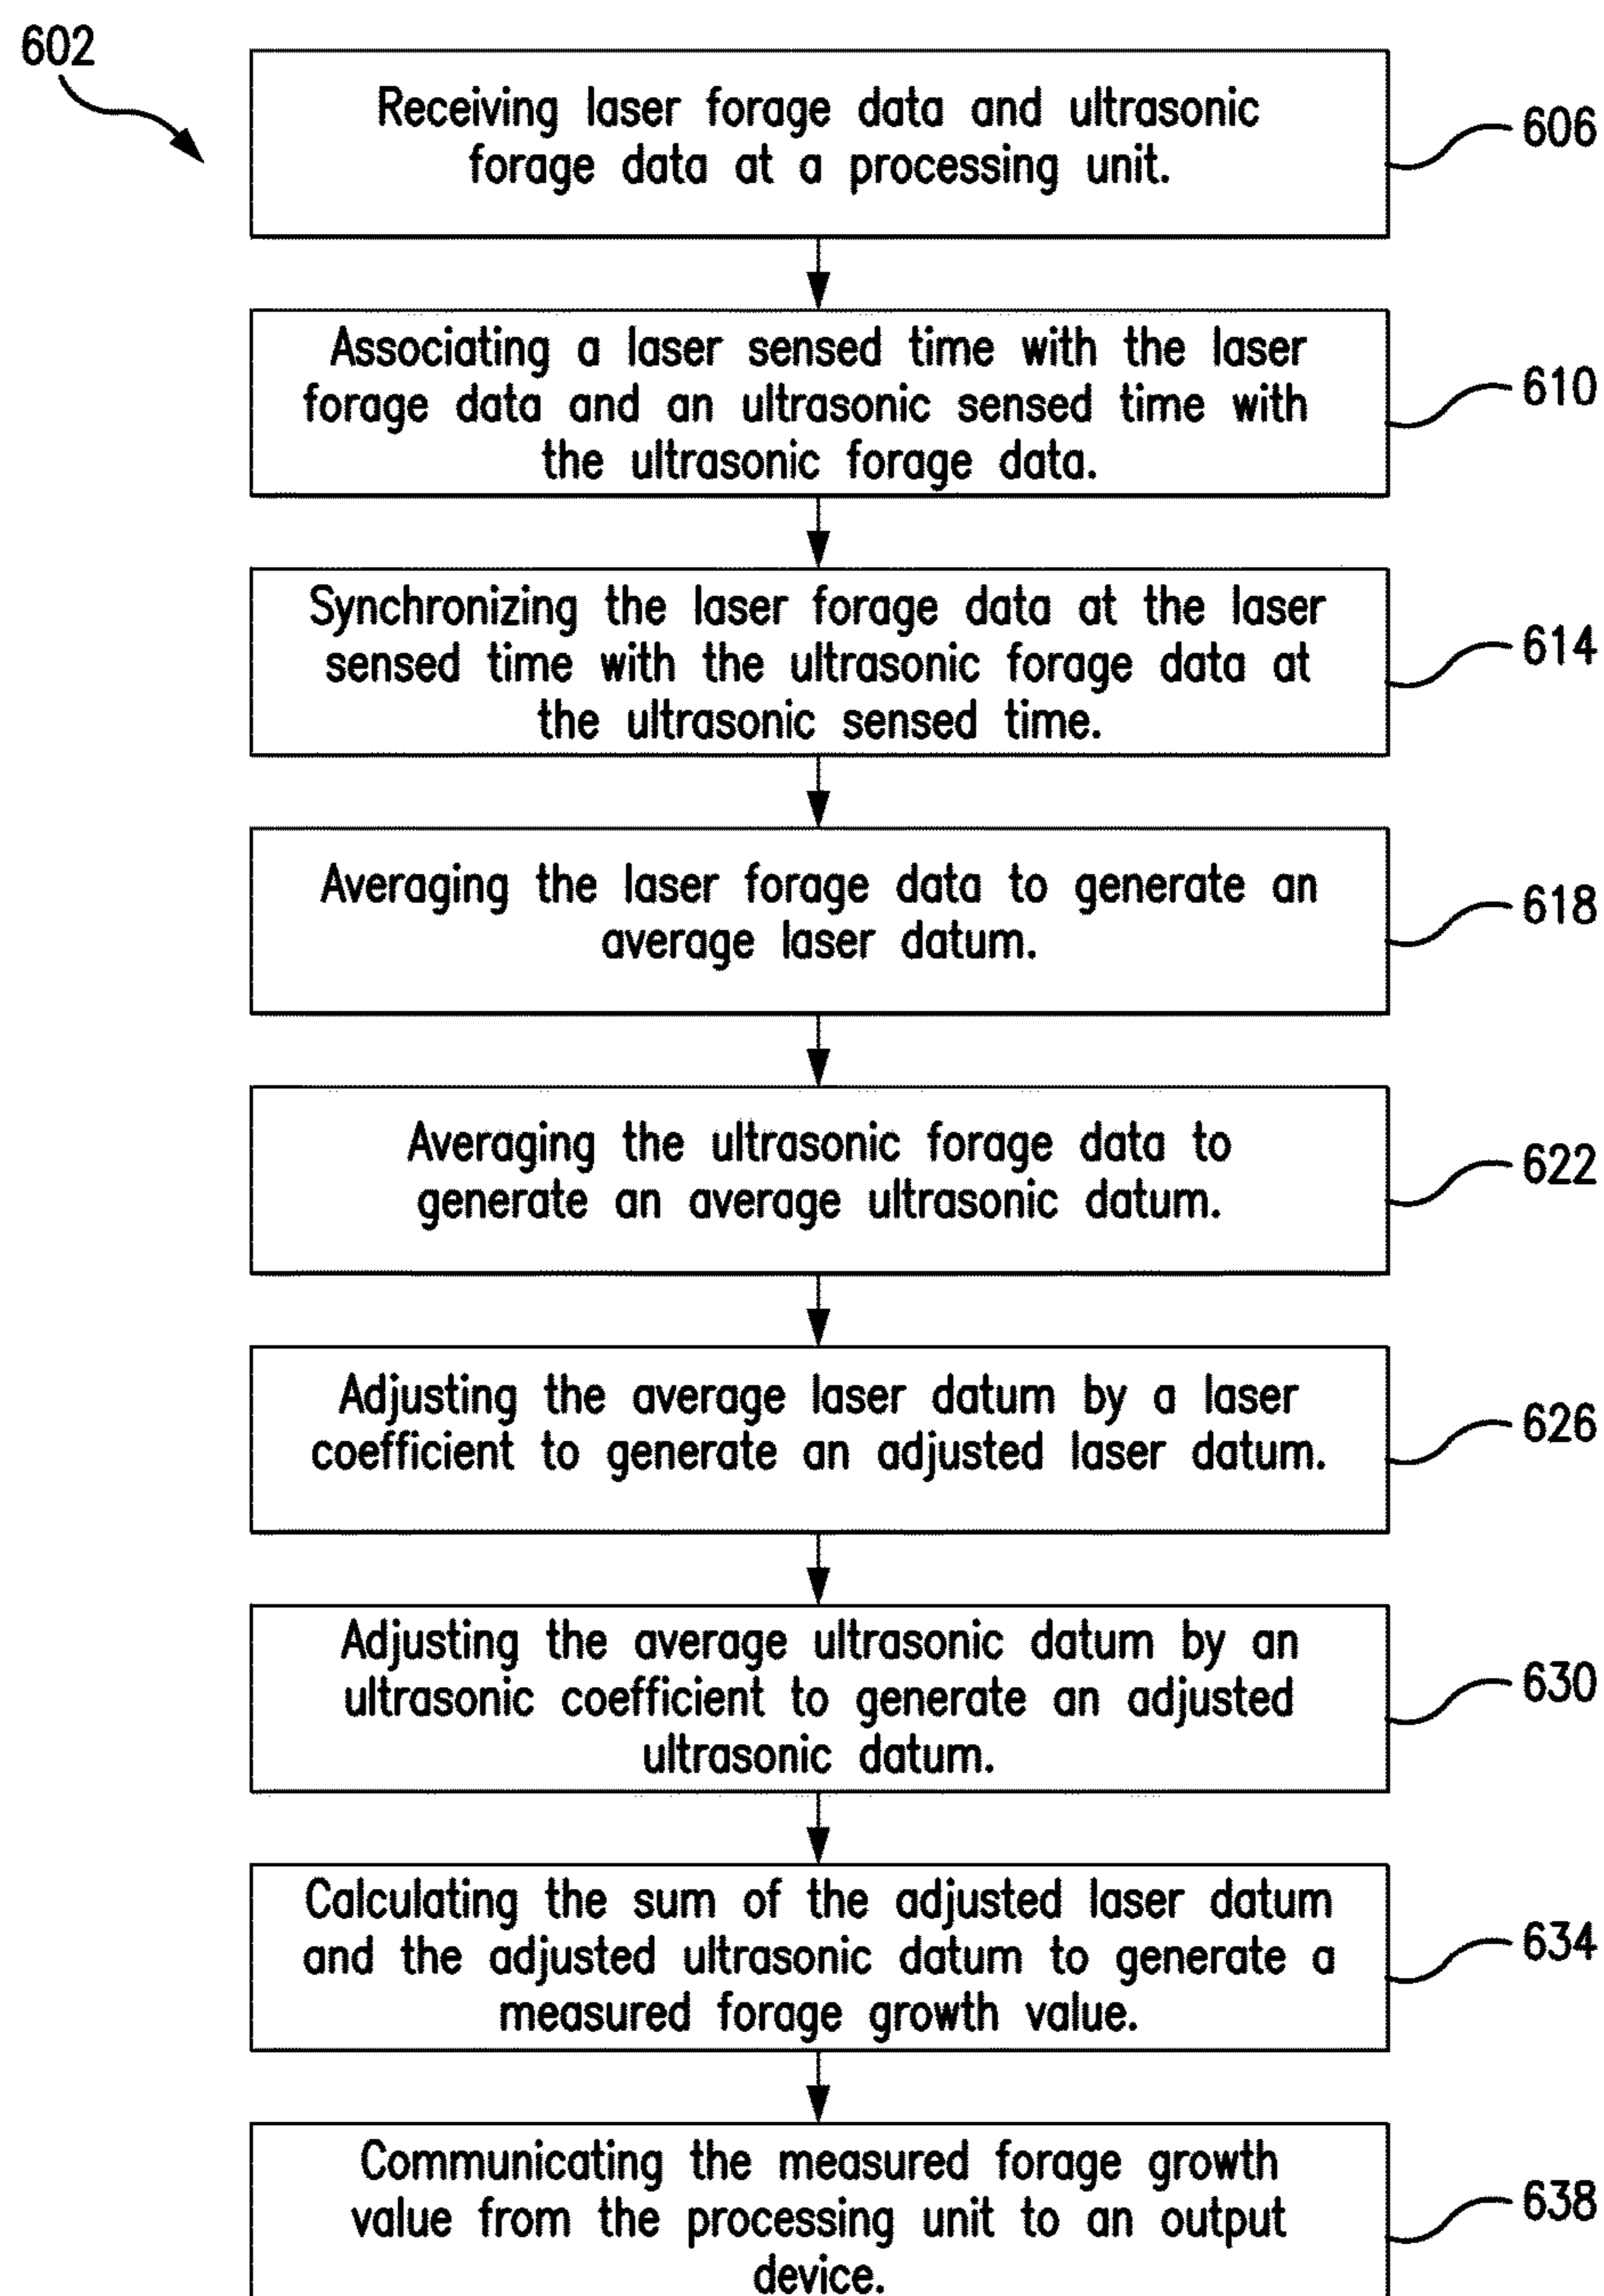 602
Receiving laser forage data and ultrasonic
forage data at a processing unit.
606
Associating a laser sensed time with the laser
forage data and an ultrasonic sensed time with
the ultrasonic forage data.
610
Synchronizing the laser forage data at the laser
sensed time with the ultrasonic forage data at
the ultrasonic sensed time.
614
Averaging the laser forage data to generate an
average laser datum.
618
Averaging the ultrasonic forage data to
generate an average ultrasonic datum.
622
Adjusting the average laser datum by a laser
coefficient to generate an adjusted laser datum.
626
Adjusting the average ultrasonic datum by an
ultrasonic coefficient to generate an adjusted
ultrasonic datum.
630
Calculating the sum of the adjusted laser datum
and the adjusted ultrasonic datum to generate a
measured forage growth value.
634
Communicating the measured forage growth
value from the processing unit to an output
device.
638